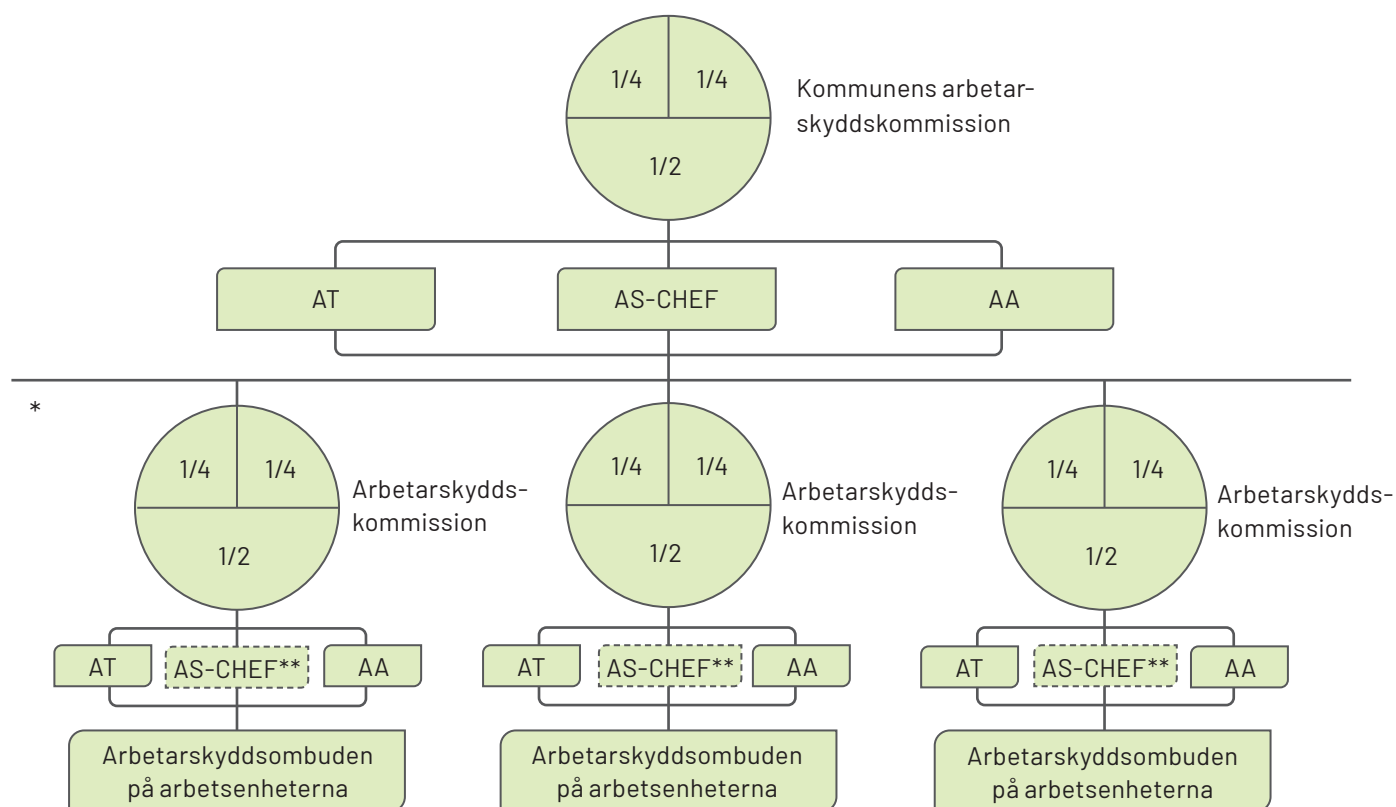 1/4 1/4
1/2
Kommunens arbetar-
skyddskommission
AT AS-CHEF AA
*
1/4 1/4
1/2
Arbetarskydds-
kommission
1/4 1/4
1/2
Arbetarskydds-
kommission
1/4 1/4
1/2
Arbetarskydds-
kommission
AT AS-CHEF** AA
AT AS-CHEF** AA
AT AS-CHEF** AA
Arbetarskyddsombuden
på arbetsenheterna
Arbetarskyddsombuden
på arbetsenheterna
Arbetarskyddsombuden
på arbetsenheterna